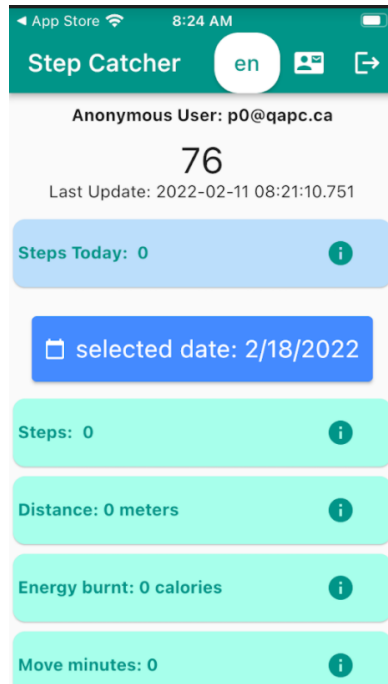 ◀ App Store 8:24 AM
Step Catcher en
Anonymous User: p0@qapc.ca
76
Last Update: 2022-02-11 08:21:10.751
Steps Today: 0
selected date: 2/18/2022
Steps: 0
Distance: 0 meters
Energy burnt: 0 calories
Move minutes: 0